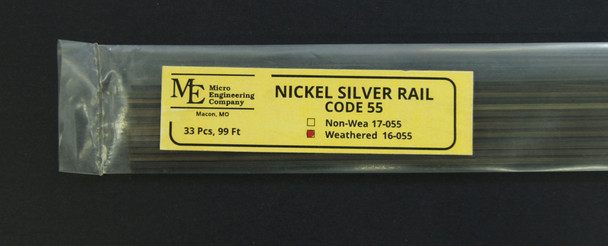 ME Micro
Engineering
Company
Macon, MO
33 Pcs, 99 Ft
NICKEL SILVER RAIL
CODE 55
Non-Wea 17-055
Weathered 16-055